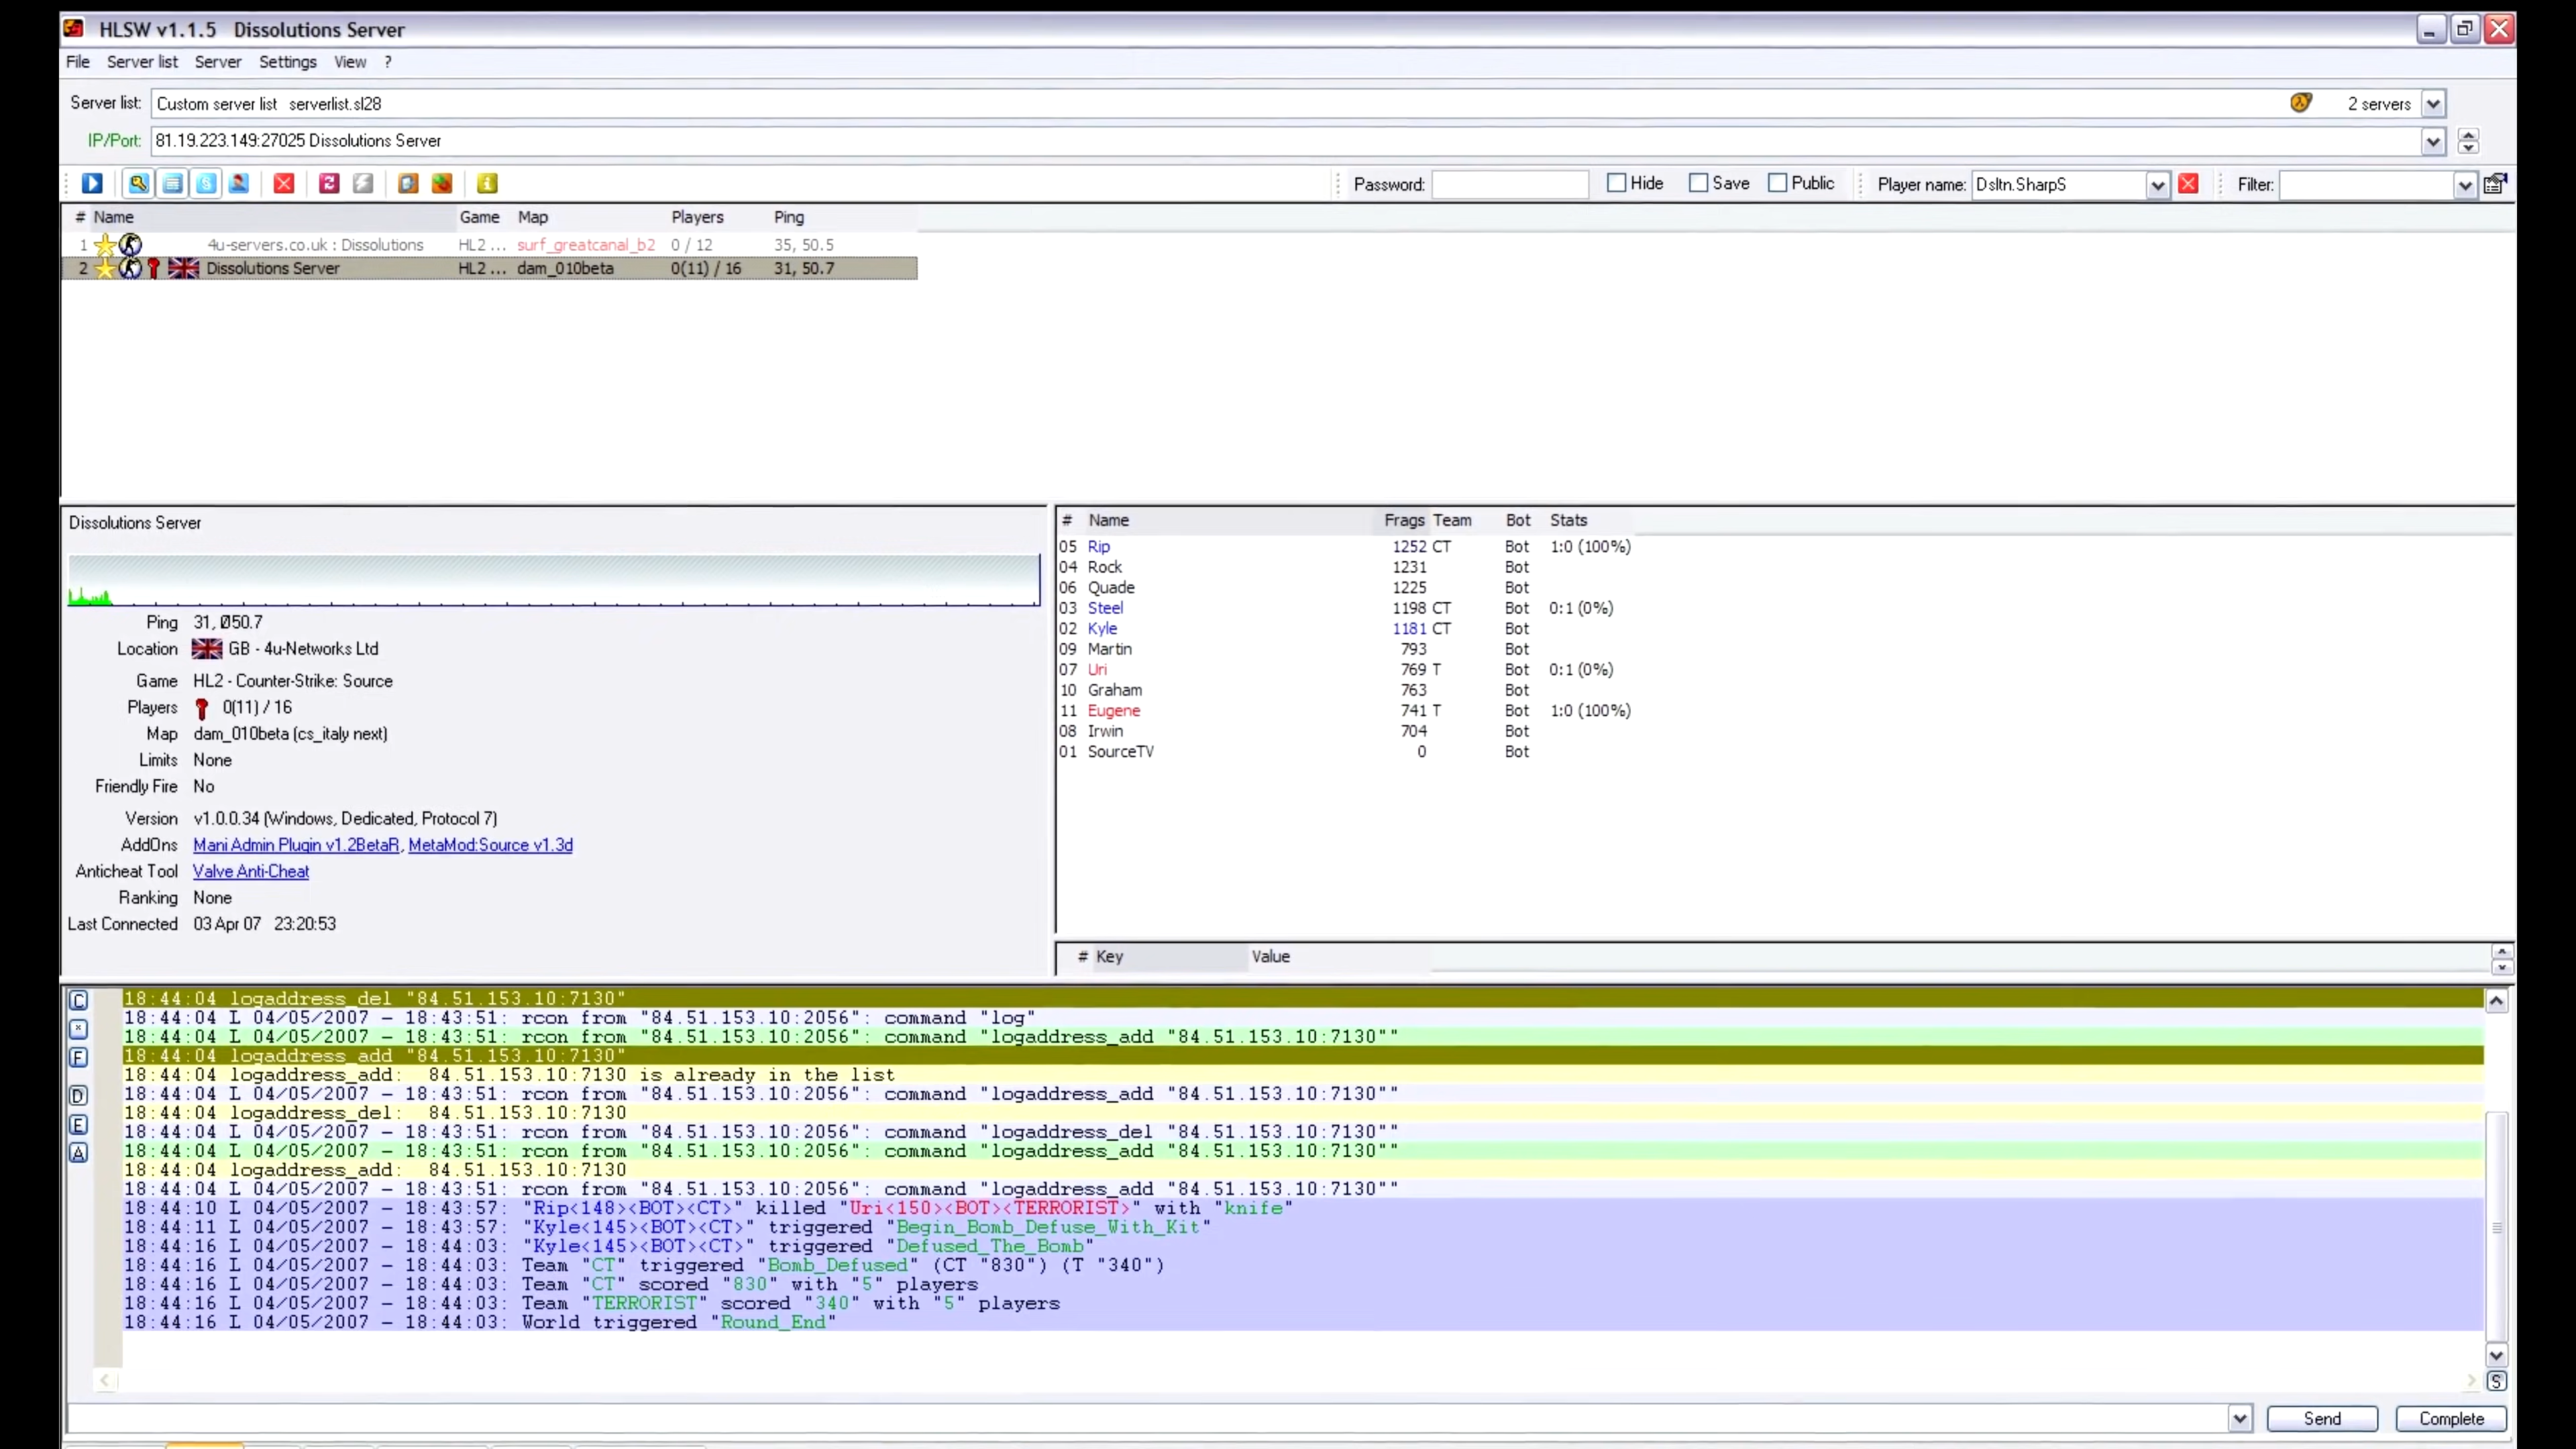 HLSW v1.1.5 Dissolutions Server
File Server list Server Settings View ?
Server list: Custom server list serverlist.sl28 2 servers
IP/Port: 81.19.223.149:27025 Dissolutions Server
Password: Hide Save Public Player name: Dsltn.SharpS Filter:
# Name Game Map Players Ping
1 4u-servers.co.uk : Dissolutions HL2 ... surf_greatcanal_b2 0 / 12 35, 50.5
2 Dissolutions Server HL2 ... dam_010beta 0(11) / 16 31, 50.7
Dissolutions Server
Ping 31, Ø50.7
Location GB - 4u-Networks Ltd
Game HL2 - Counter-Strike: Source
Players 0(11) / 16
Map dam_010beta (cs_italy next)
Limits None
Friendly Fire No
Version v1.0.0.34 (Windows, Dedicated, Protocol 7)
AddOns Mani Admin Plugin v1.2BetaR, MetaMod:Source v1.3d
Anticheat Tool Valve Anti-Cheat
Ranking None
Last Connected 03 Apr 07 23:20:53
# Name Frags Team Bot Stats
05 Rip 1252 CT Bot 1:0 (100%)
04 Rock 1231 Bot
06 Quade 1225 Bot
03 Steel 1198 CT Bot 0:1 (0%)
02 Kyle 1181 CT Bot
09 Martin 793 Bot
07 Uri 769 T Bot 0:1 (0%)
10 Graham 763 Bot
11 Eugene 741 T Bot 1:0 (100%)
08 Irwin 704 Bot
01 SourceTV 0 Bot
# Key Value
C 18:44:04 logaddress_del "84.51.153.10:7130"
18:44:04 L 04/05/2007 - 18:43:51: rcon from "84.51.153.10:2056": command "log"
18:44:04 L 04/05/2007 - 18:43:51: rcon from "84.51.153.10:2056": command "logaddress_add "84.51.153.10:7130""
F 18:44:04 logaddress_add "84.51.153.10:7130"
18:44:04 logaddress_add: 84.51.153.10:7130 is already in the list
D 18:44:04 L 04/05/2007 - 18:43:51: rcon from "84.51.153.10:2056": command "logaddress_add "84.51.153.10:7130""
18:44:04 logaddress_del: 84.51.153.10:7130
E 18:44:04 L 04/05/2007 - 18:43:51: rcon from "84.51.153.10:2056": command "logaddress_del "84.51.153.10:7130""
A 18:44:04 L 04/05/2007 - 18:43:51: rcon from "84.51.153.10:2056": command "logaddress_add "84.51.153.10:7130""
18:44:04 logaddress_add: 84.51.153.10:7130
18:44:04 L 04/05/2007 - 18:43:51: rcon from "84.51.153.10:2056": command "logaddress_add "84.51.153.10:7130""
18:44:10 L 04/05/2007 - 18:43:57: "Rip<148><BOT><CT>" killed "Uri<150><BOT><TERRORIST>" with "knife"
18:44:11 L 04/05/2007 - 18:43:57: "Kyle<145><BOT><CT>" triggered "Begin_Bomb_Defuse_With_Kit"
18:44:16 L 04/05/2007 - 18:44:03: "Kyle<145><BOT><CT>" triggered "Defused_The_Bomb"
18:44:16 L 04/05/2007 - 18:44:03: Team "CT" triggered "Bomb_Defused" (CT "830") (T "340")
18:44:16 L 04/05/2007 - 18:44:03: Team "CT" scored "830" with "5" players
18:44:16 L 04/05/2007 - 18:44:03: Team "TERRORIST" scored "340" with "5" players
18:44:16 L 04/05/2007 - 18:44:03: World triggered "Round_End"
S
Send Complete